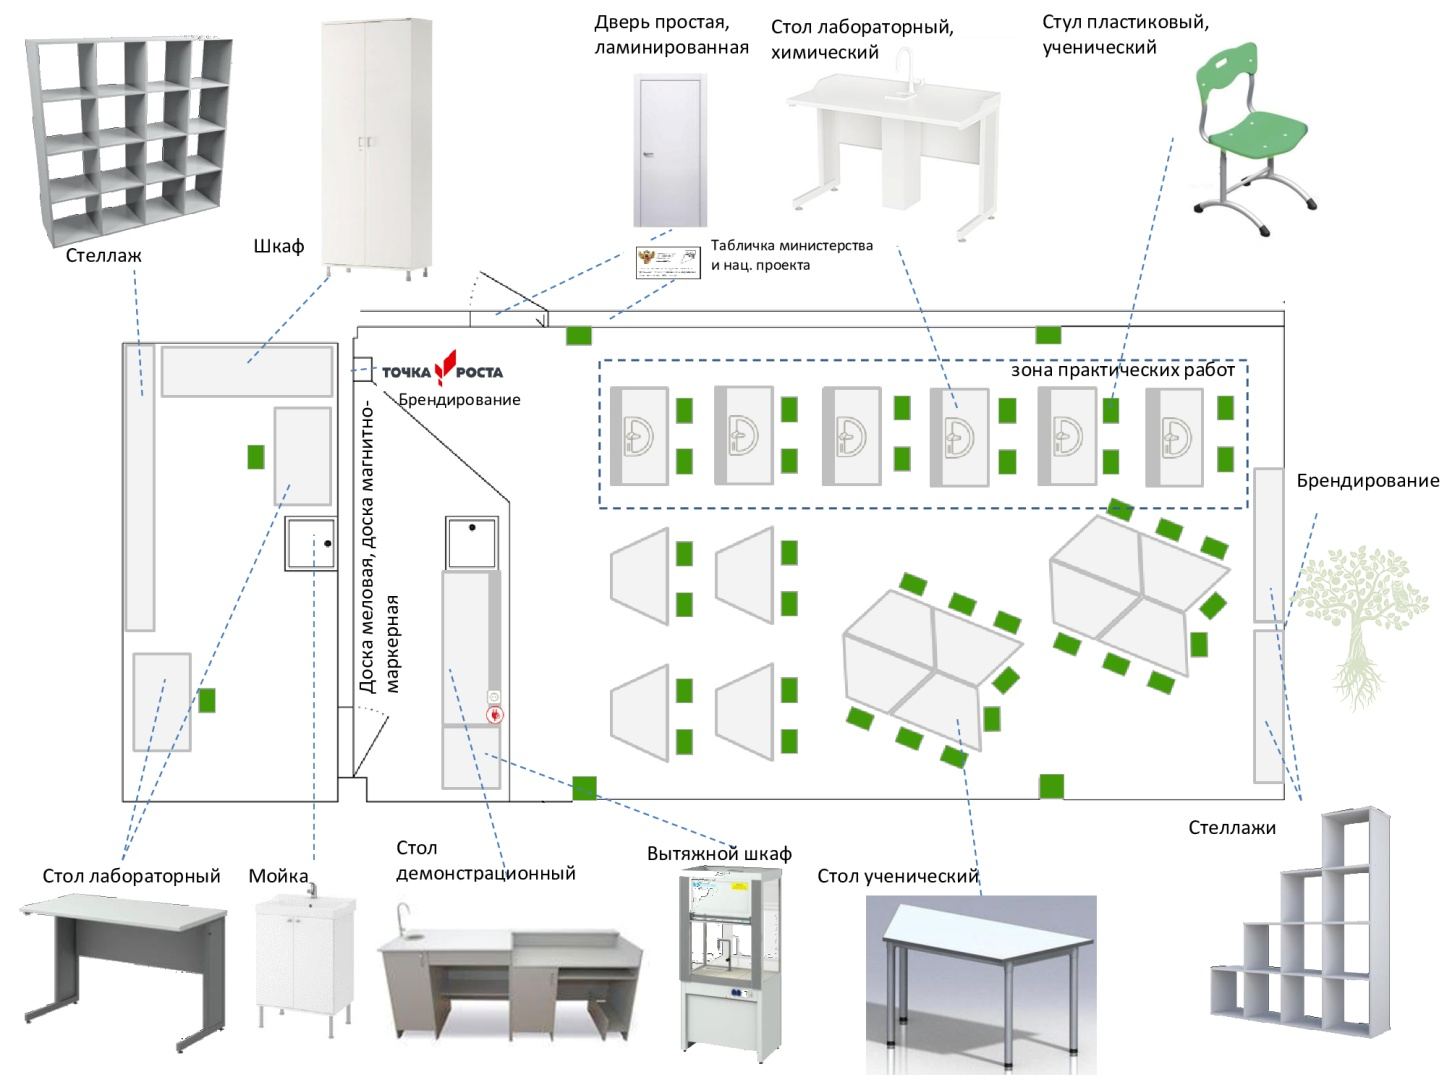 Дверь простая,
ламинированная
Стол лабораторный,
химический
Стул пластиковый,
ученический
Стеллаж
Шкаф
Табличка министерства
и нац. проекта
ТОЧКА РОСТА
Брендирование
зона практических работ
Доска меловая, доска магнитно-
маркерная
Брендирование
Стеллажи
Стол лабораторный
Мойка
Стол
демонстрационный
Вытяжной шкаф
Стол ученический